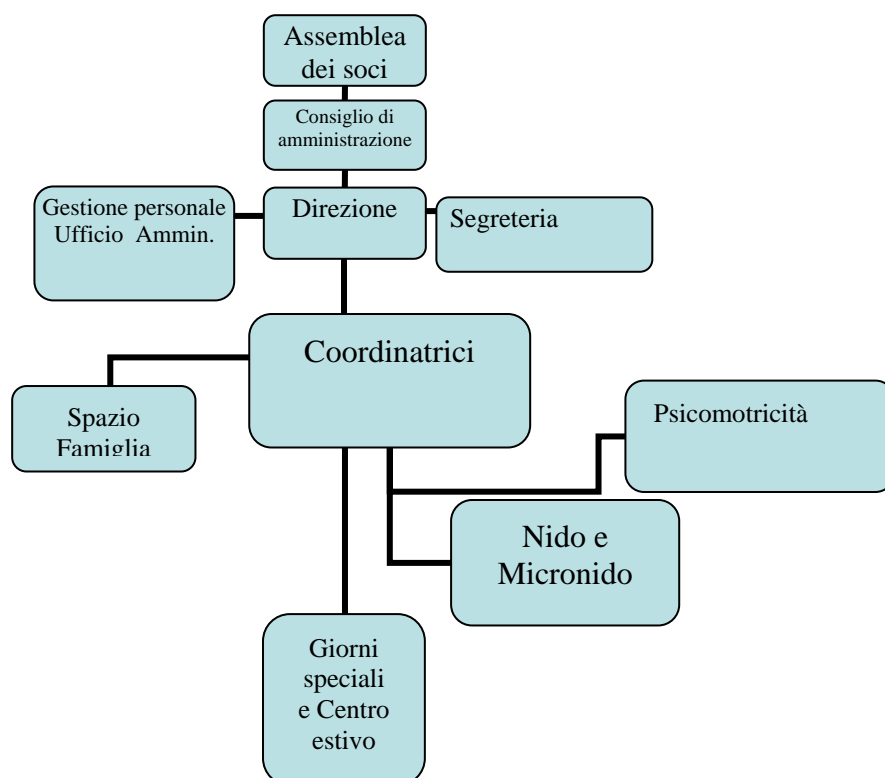 Assemblea
dei soci
Consiglio di
amministrazione
Gestione personale
Ufficio Ammin.
Direzione
Segreteria
Coordinatrici
Spazio
Famiglia
Psicomotricità
Nido e
Micronido
Giorni
speciali
e Centro
estivo